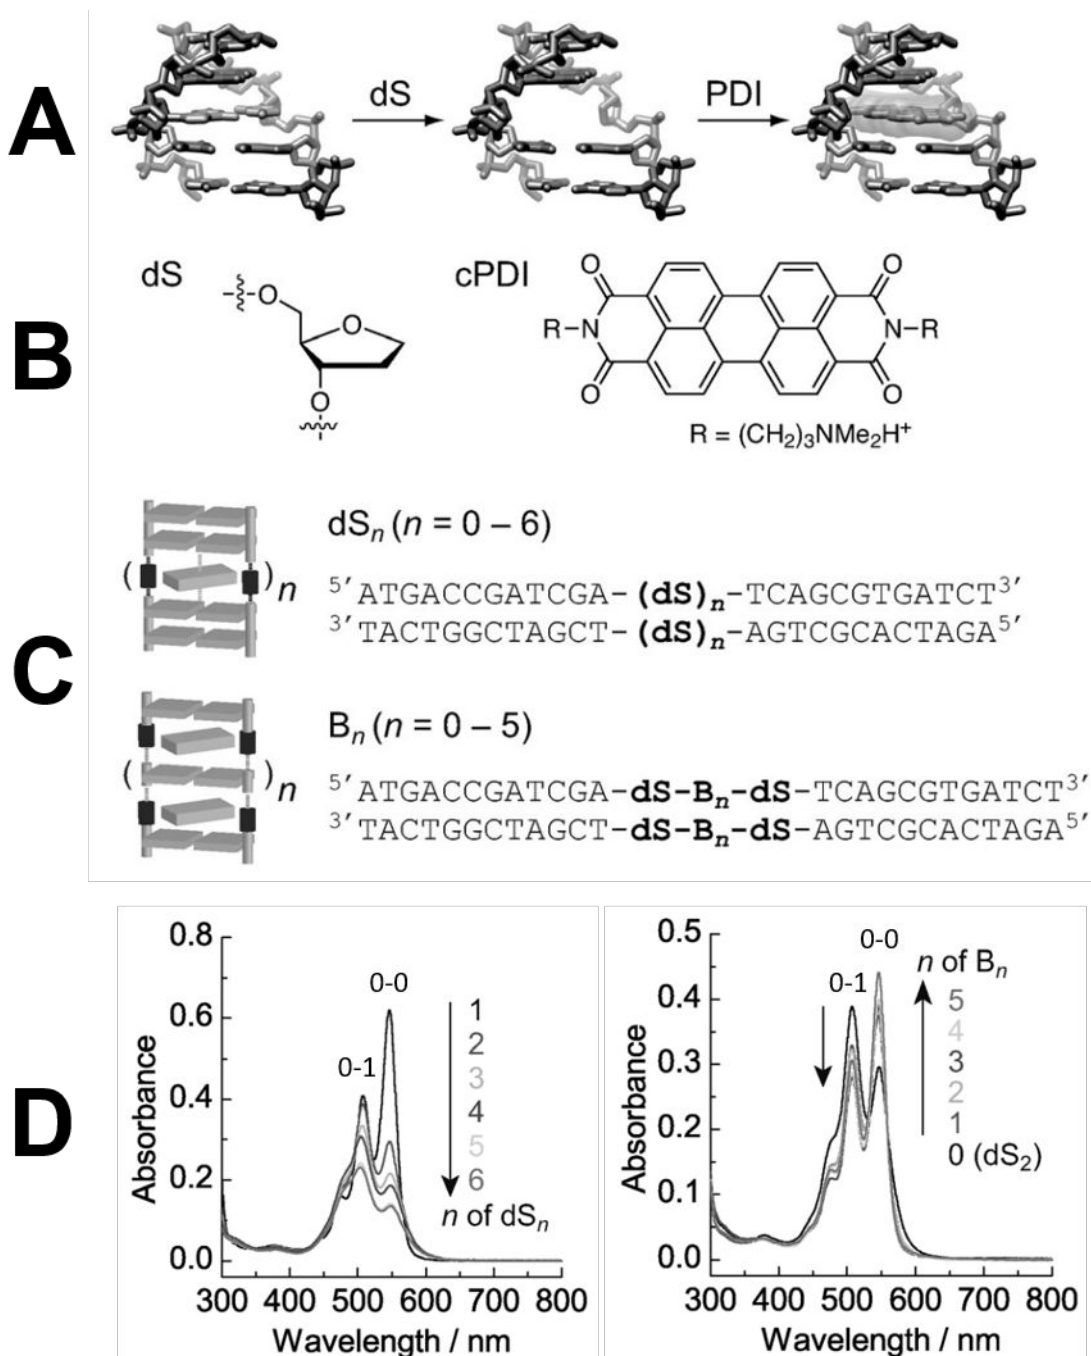 A
dS
PDI
B
dS
cPDI
O
O
O
O
O
O
O
R–N
N–R
R = (CH₂)₃NMe₂H⁺
C
dSₙ (n = 0 – 6)
( )ₙ
5′ATGACCGATCGA-(dS)ₙ-TCAGCGTGATCT3′
3′TACTGGCTAGCT-(dS)ₙ-AGTCGCACTAGA5′
Bₙ (n = 0 – 5)
( )ₙ
5′ATGACCGATCGA-dS-Bₙ-dS-TCAGCGTGATCT3′
3′TACTGGCTAGCT-dS-Bₙ-dS-AGTCGCACTAGA5′
D
0.8
0.6
0.4
0.2
0.0
Absorbance
0-0
0-1
1
2
3
4
5
6
n of dSₙ
300 400 500 600 700 800
Wavelength / nm
0.5
0.4
0.3
0.2
0.1
0.0
Absorbance
0-0
0-1
n of Bₙ
5
4
3
2
1
0 (dS₂)
300 400 500 600 700 800
Wavelength / nm